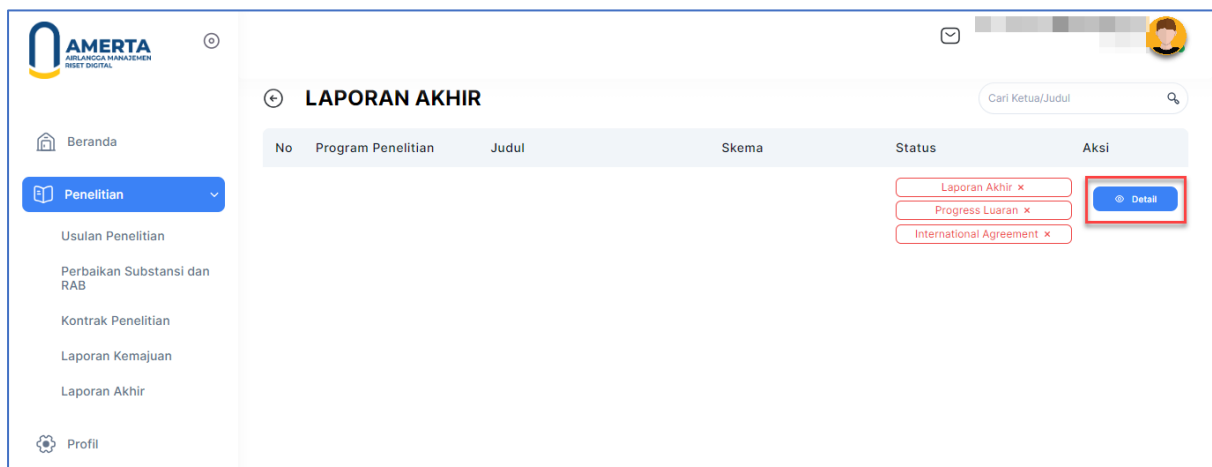 AMERTA
AIRLANGGA MANAJEMEN
RISET DIGITAL
LAPORAN AKHIR
Cari Ketua/Judul
Beranda
No Program Penelitian Judul Skema Status Aksi
Penelitian
Laporan Akhir ×
Detail
Progress Luaran ×
International Agreement ×
Usulan Penelitian
Perbaikan Substansi dan
RAB
Kontrak Penelitian
Laporan Kemajuan
Laporan Akhir
Profil